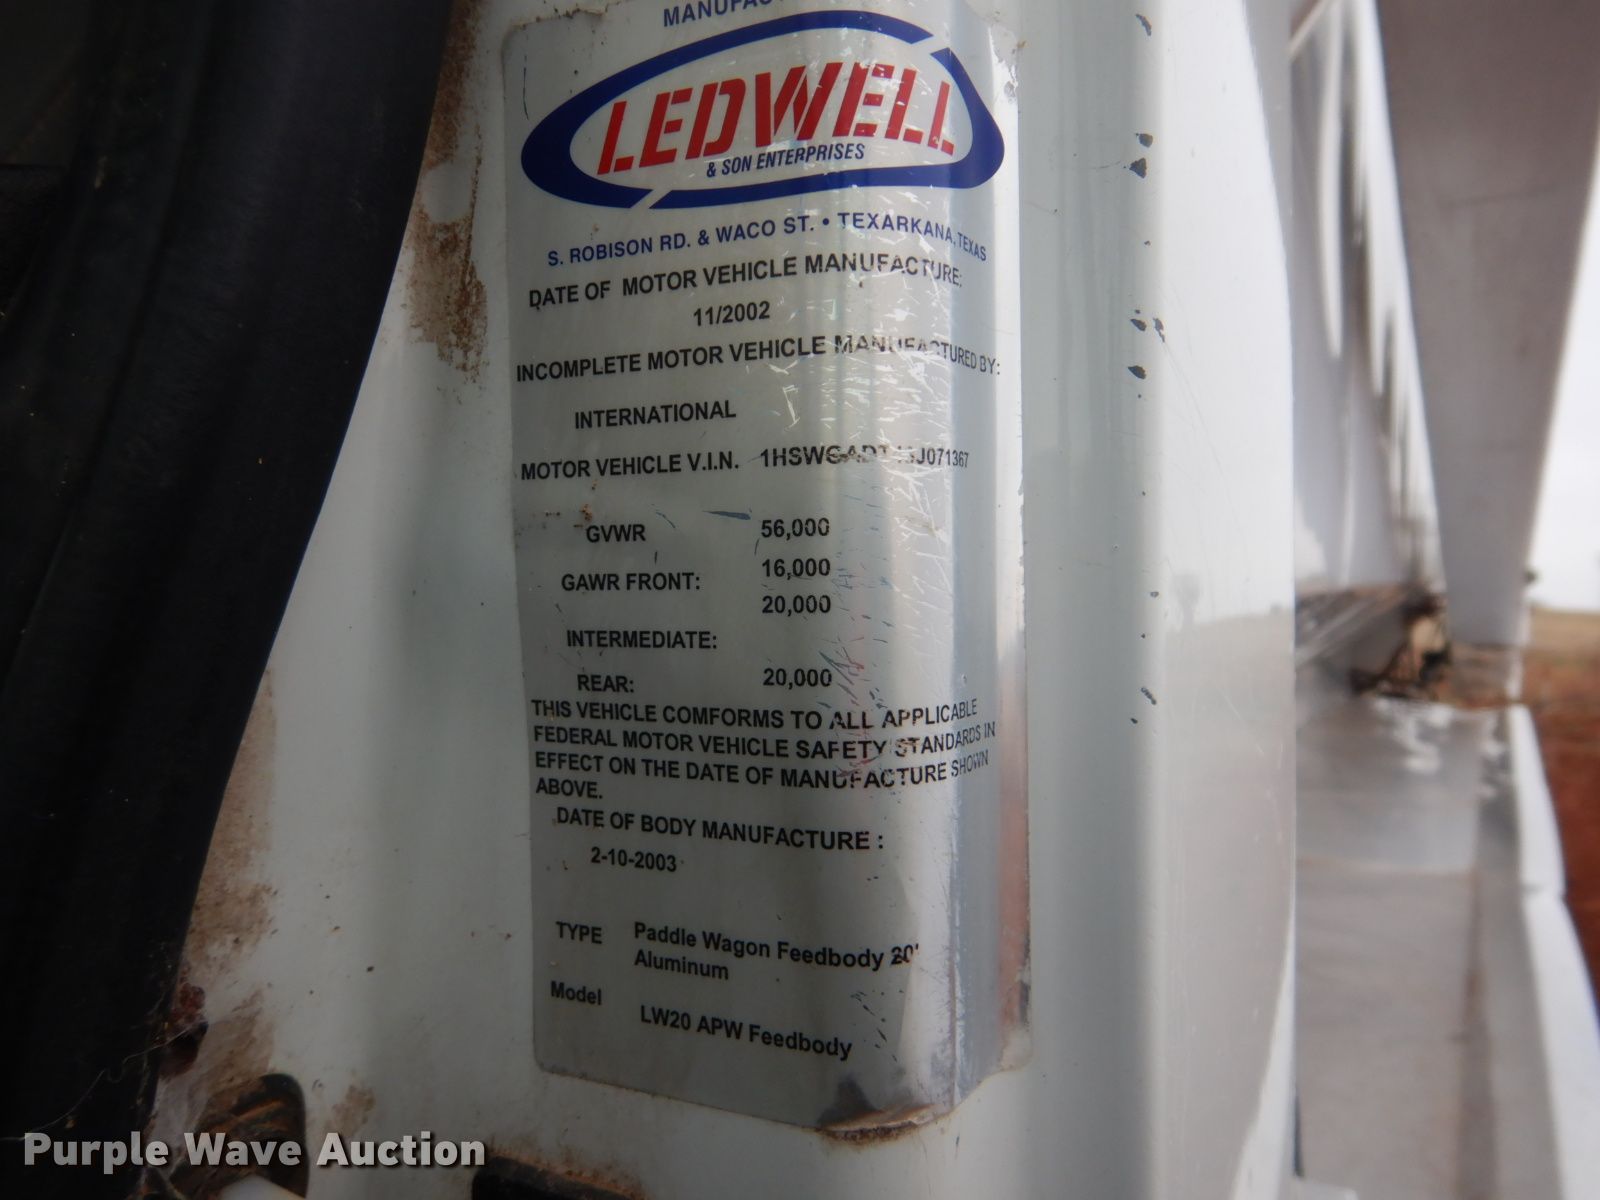 LEDWELL
& SON ENTERPRISES
S. ROBISON RD. & WACO ST. • TEXARKANA, TEXAS
DATE OF MOTOR VEHICLE MANUFACTURE:
11/2002
INCOMPLETE MOTOR VEHICLE MANUFACTURED BY:
INTERNATIONAL
MOTOR VEHICLE V.I.N.
GVWR 56,000
GAWR FRONT: 16,000
20,000
INTERMEDIATE:
REAR: 20,000
THIS VEHICLE COMFORMS TO ALL APPLICABLE
FEDERAL MOTOR VEHICLE SAFETY STANDARDS IN
EFFECT ON THE DATE OF MANUFACTURE SHOWN
ABOVE.
DATE OF BODY MANUFACTURE :
2-10-2003
TYPE Paddle Wagon Feedbody 20'
Aluminum
Model LW20 APW Feedbody
Purple Wave Auction